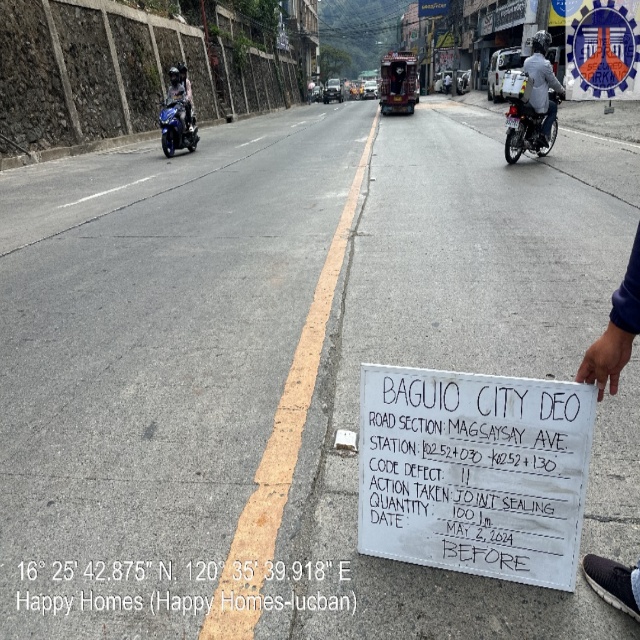 GOODYEAR
BAGUIO CITY DEO
ROAD SECTION: MAGSAYSAY AVE
STATION: K0252+030 - K0252+130
CODE DEFECT: 11
ACTION TAKEN: JOINT SEALING
QUANTITY: 100 l.m
DATE: MAY 2, 2024
BEFORE
16° 25' 42.875" N. 120° 35' 39.918" E
Happy Homes (Happy Homes-lucban)